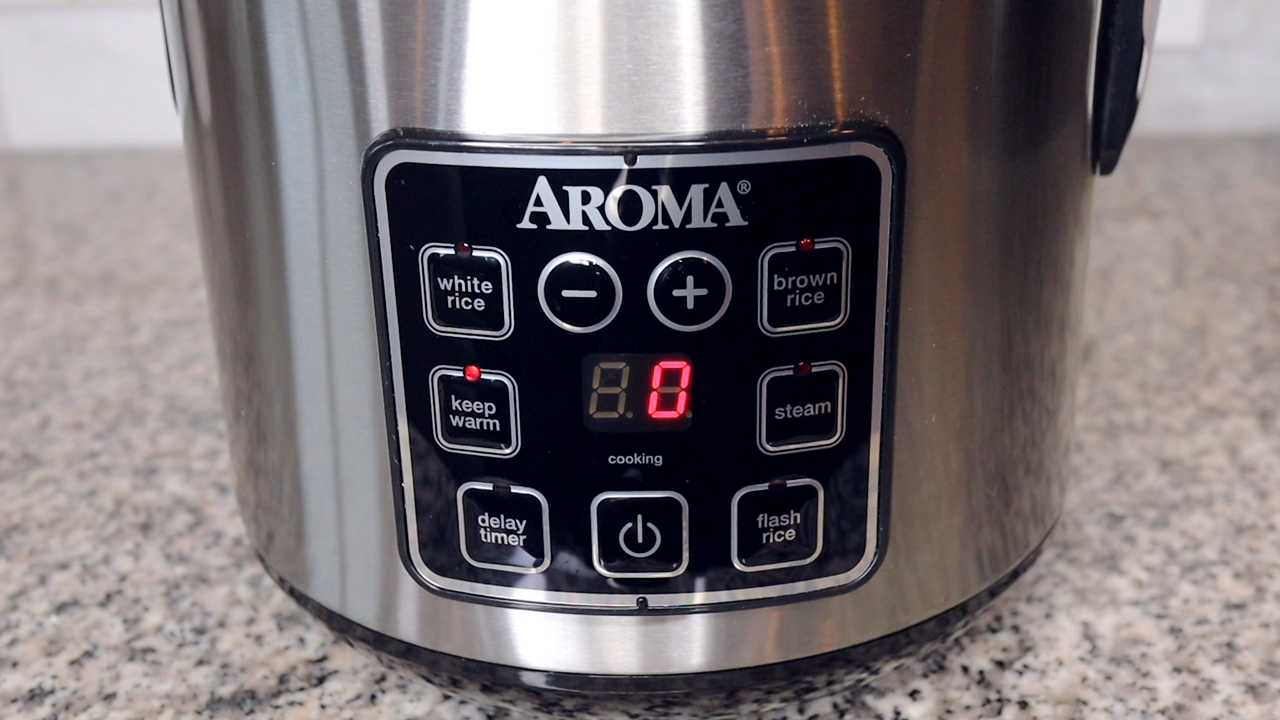 AROMA®
white
rice
−
+
brown
rice
keep
warm
0
steam
cooking
delay
timer
flash
rice